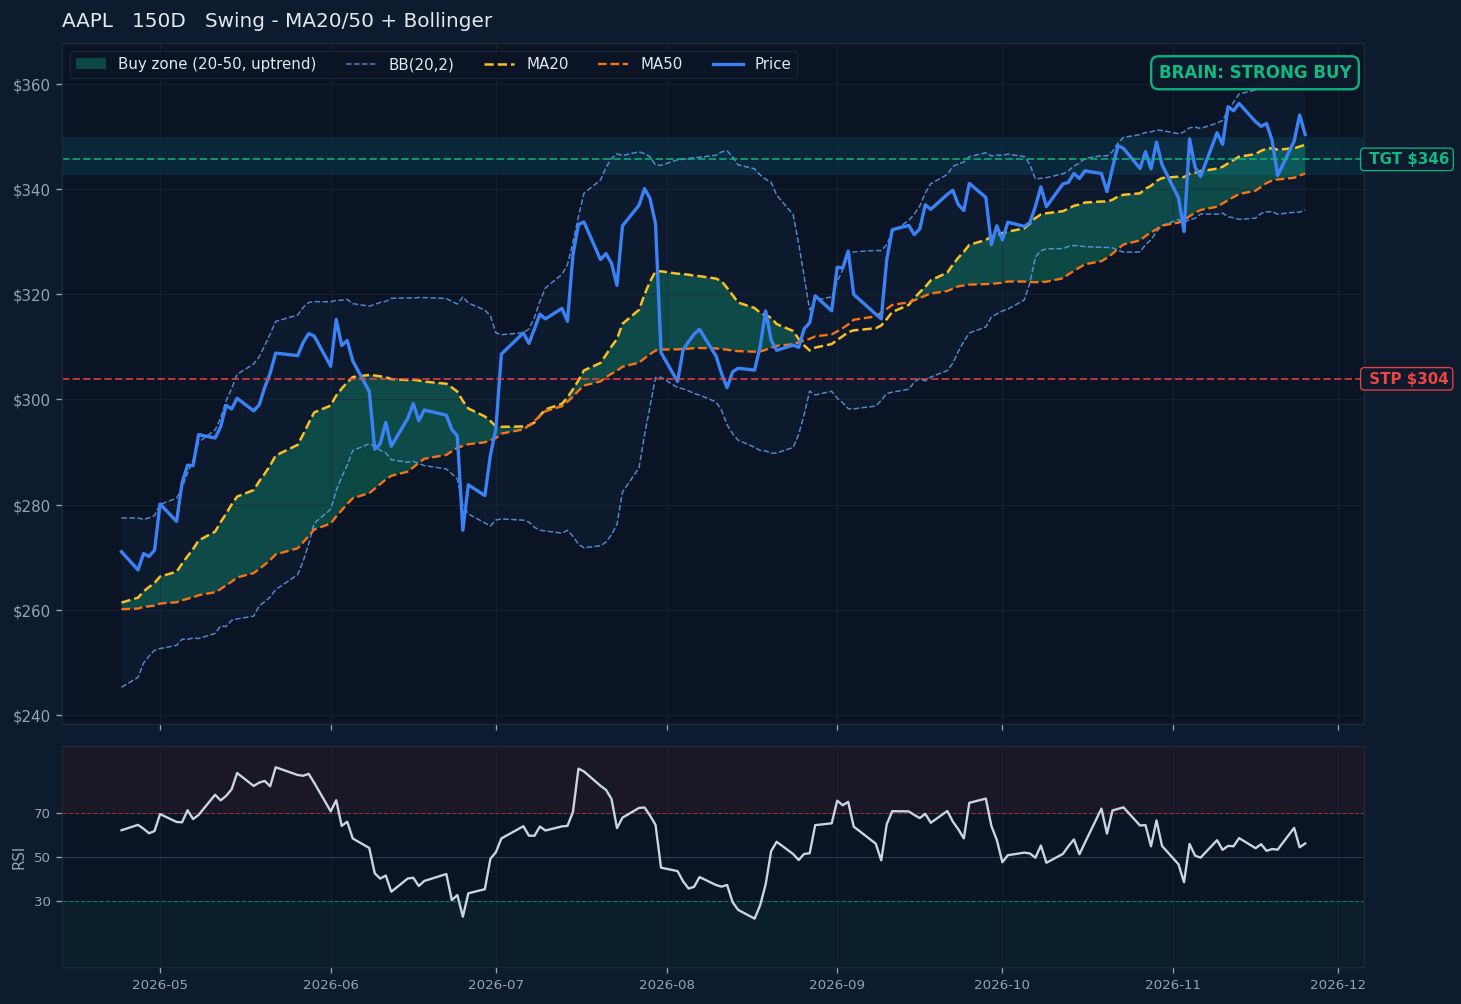 AAPL   150D   Swing - MA20/50 + Bollinger
Buy zone (20-50, uptrend)   BB(20,2)   MA20   MA50   Price
BRAIN: STRONG BUY
$360
$340
$320
$300
$280
$260
$240
TGT $346
STP $304
RSI
70
50
30
2026-05   2026-06   2026-07   2026-08   2026-09   2026-10   2026-11   2026-12